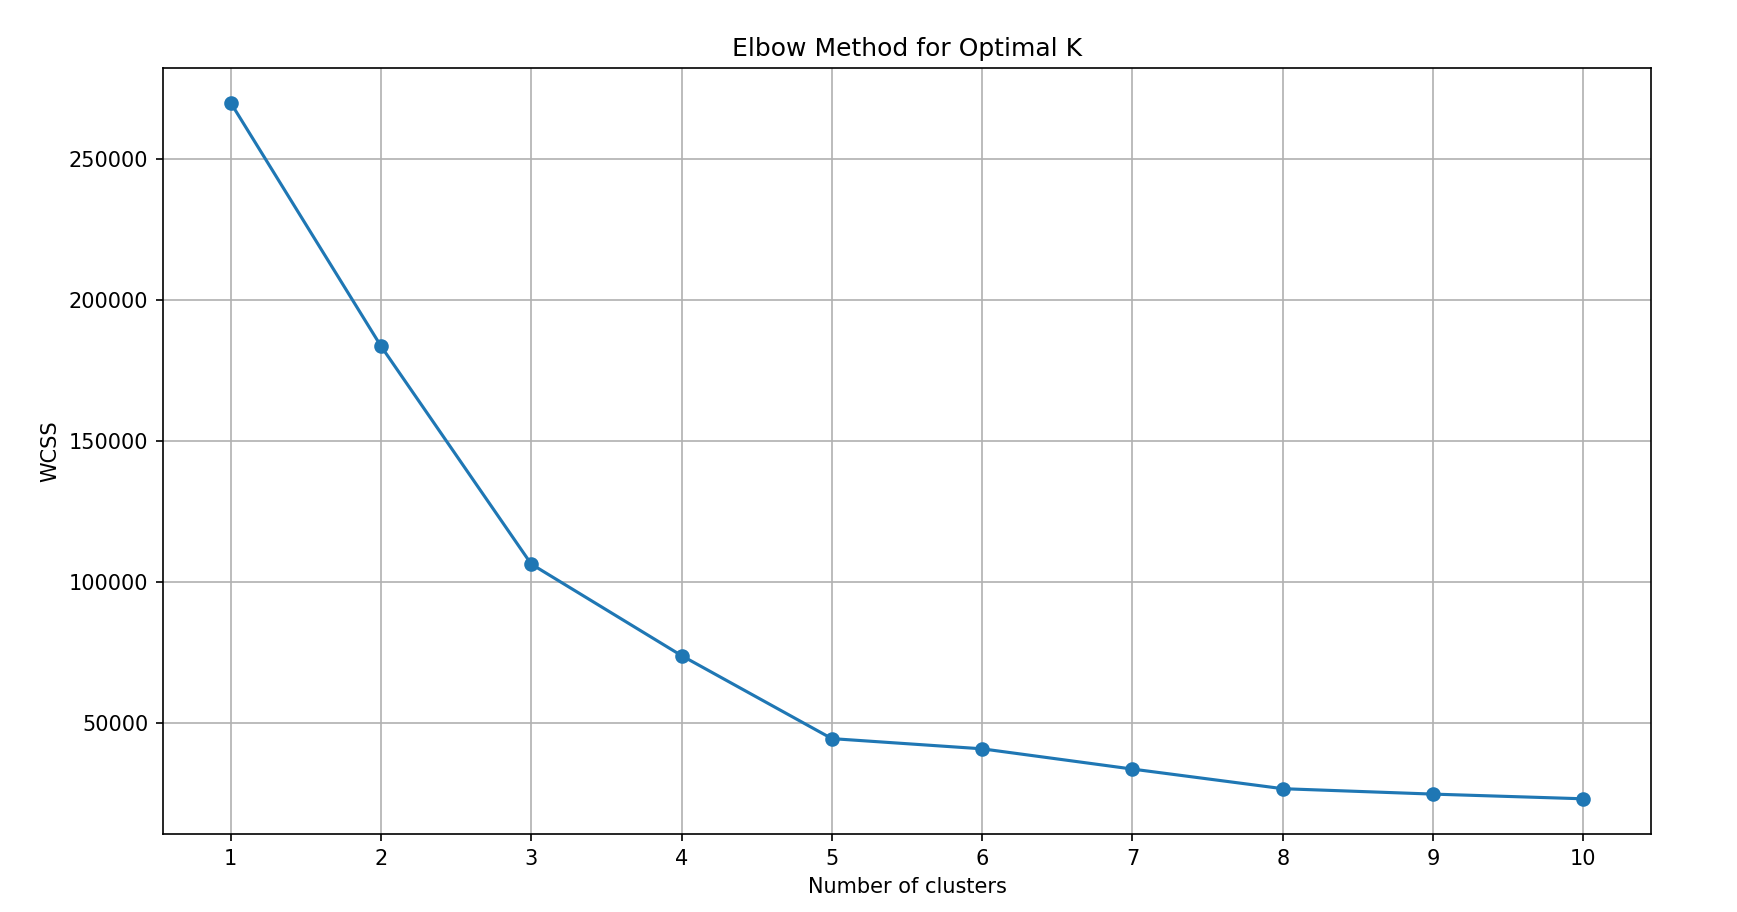 Elbow Method for Optimal K
250000
200000
150000
100000
50000
WCSS
1 2 3 4 5 6 7 8 9 10
Number of clusters